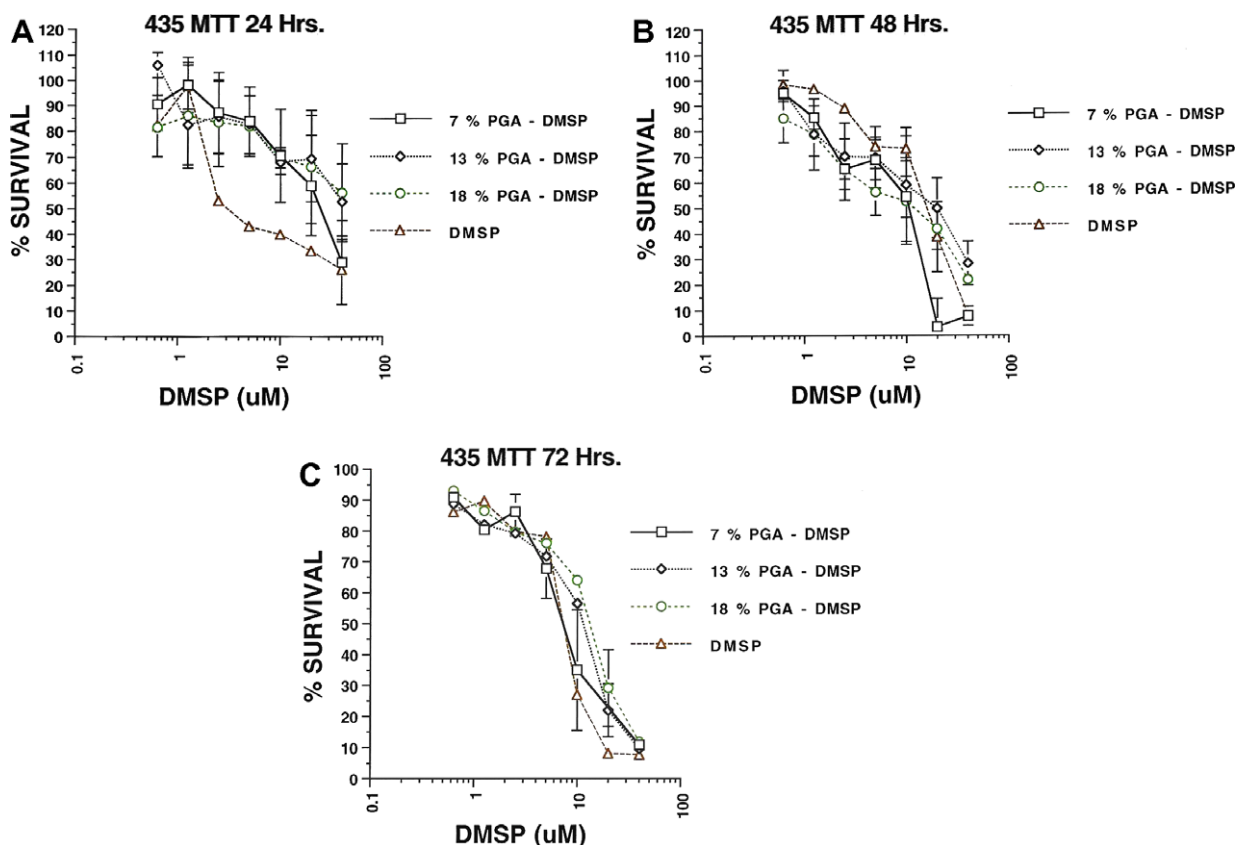 A
435 MTT 24 Hrs.
% SURVIVAL
120
110
100
90
80
70
60
50
40
30
20
10
0
0.1
1
10
100
DMSP (uM)
7 % PGA - DMSP
13 % PGA - DMSP
18 % PGA - DMSP
DMSP
B
435 MTT 48 Hrs.
% SURVIVAL
120
110
100
90
80
70
60
50
40
30
20
10
0
0.1
1
10
100
DMSP (uM)
7 % PGA - DMSP
13 % PGA - DMSP
18 % PGA - DMSP
DMSP
C
435 MTT 72 Hrs.
% SURVIVAL
100
90
80
70
60
50
40
30
20
10
0
0.1
1
10
100
DMSP (uM)
7 % PGA - DMSP
13 % PGA - DMSP
18 % PGA - DMSP
DMSP